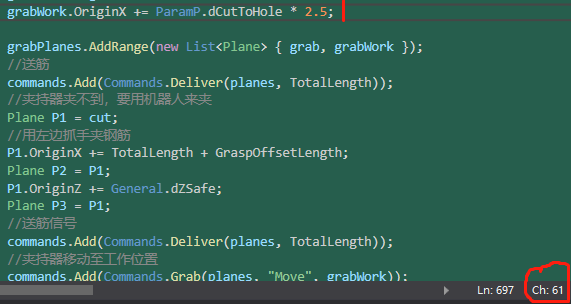 grabWork.OriginX += ParamP.dCutToHole * 2.5;
grabPlanes.AddRange(new List<Plane> { grab, grabWork });
//送筋
commands.Add(Commands.Deliver(planes, TotalLength));
//夹持器夹不到，要用机器人来夹
Plane P1 = cut;
//用左边抓手夹钢筋
P1.OriginX += TotalLength + GraspOffsetLength;
Plane P2 = P1;
P1.OriginZ += General.dZSafe;
Plane P3 = P1;
//送筋信号
commands.Add(Commands.Deliver(planes, TotalLength));
//夹持器移动至工作位置
commands.Add(Commands.Grab(planes, "Move", grabWork));
Ln: 697 Ch: 61